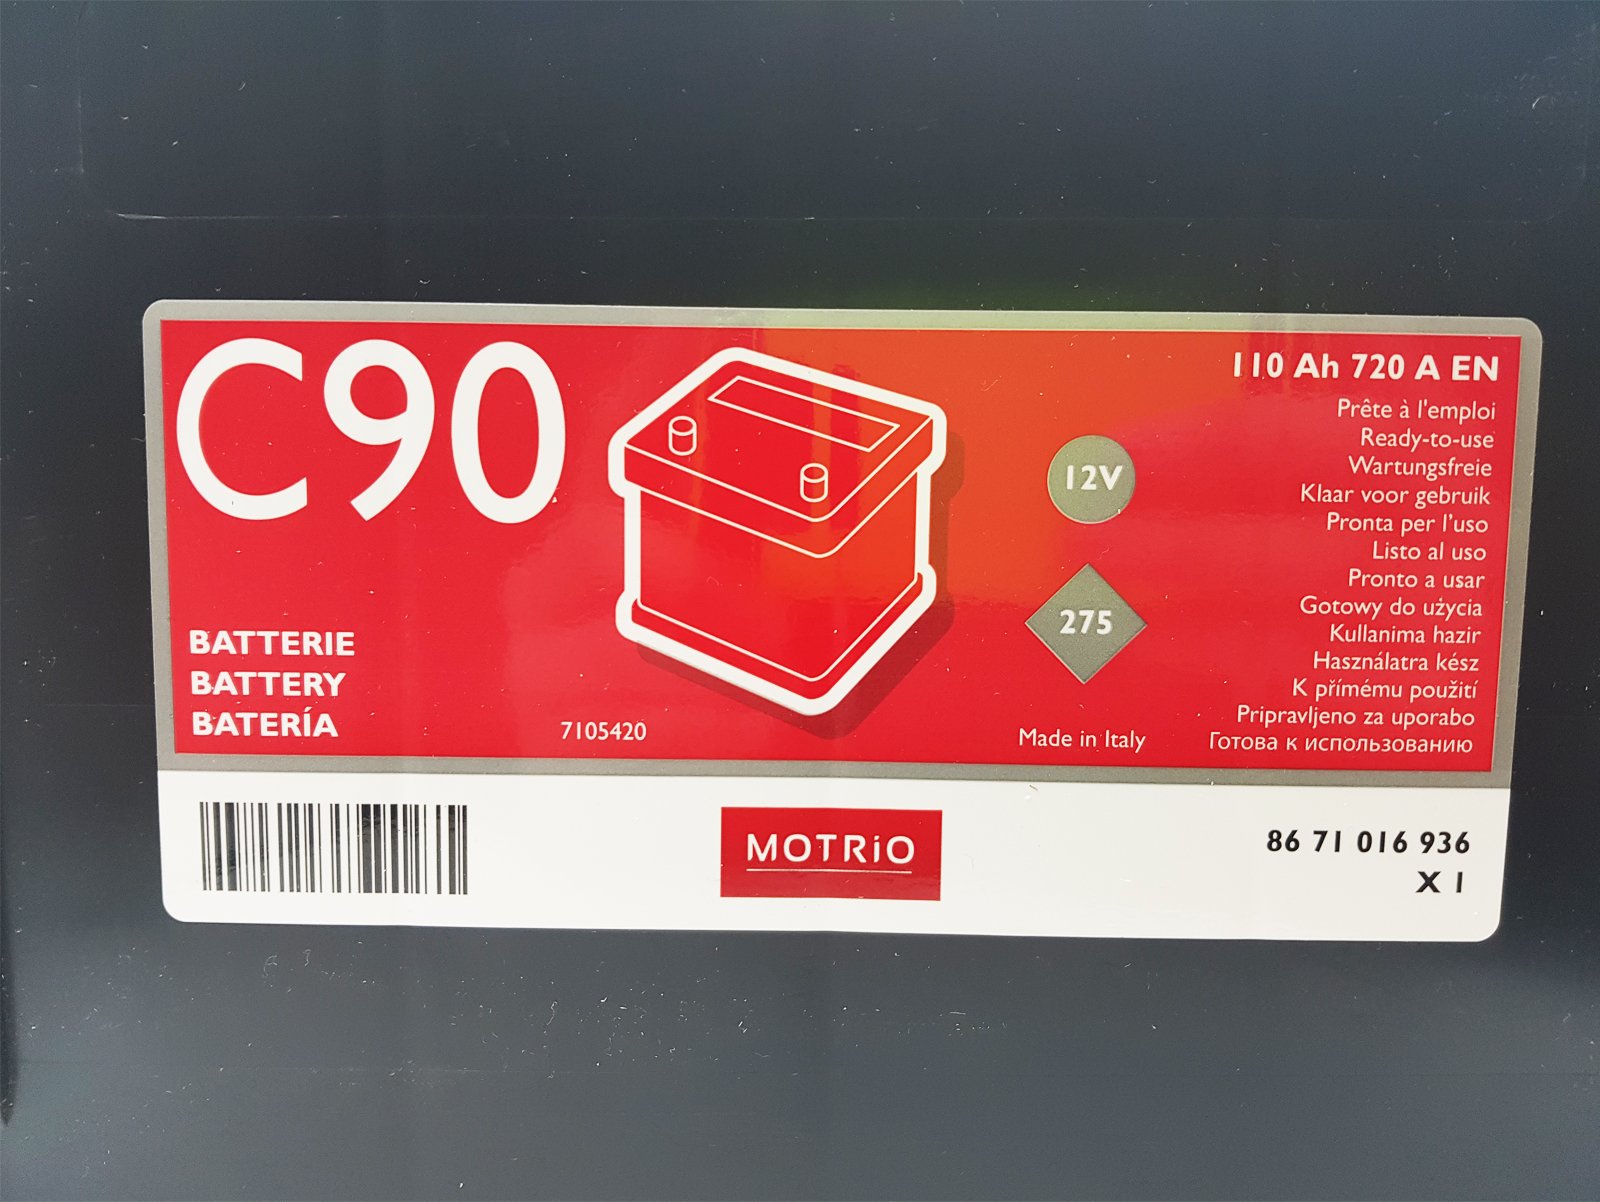 C90
110 Ah 720 A EN
Prête à l'emploi
Ready-to-use
Wartungsfreie
Klaar voor gebruik
Pronta per l'uso
Listo al uso
Pronto a usar
Gotowy do użycia
Kullanima hazir
Használatra kész
K přímému použití
Pripravljeno za uporabo
Готова к использованию
12V
275
BATTERIE
BATTERY
BATERÍA
7105420
Made in Italy
MOTRiO
86 71 016 936
X 1